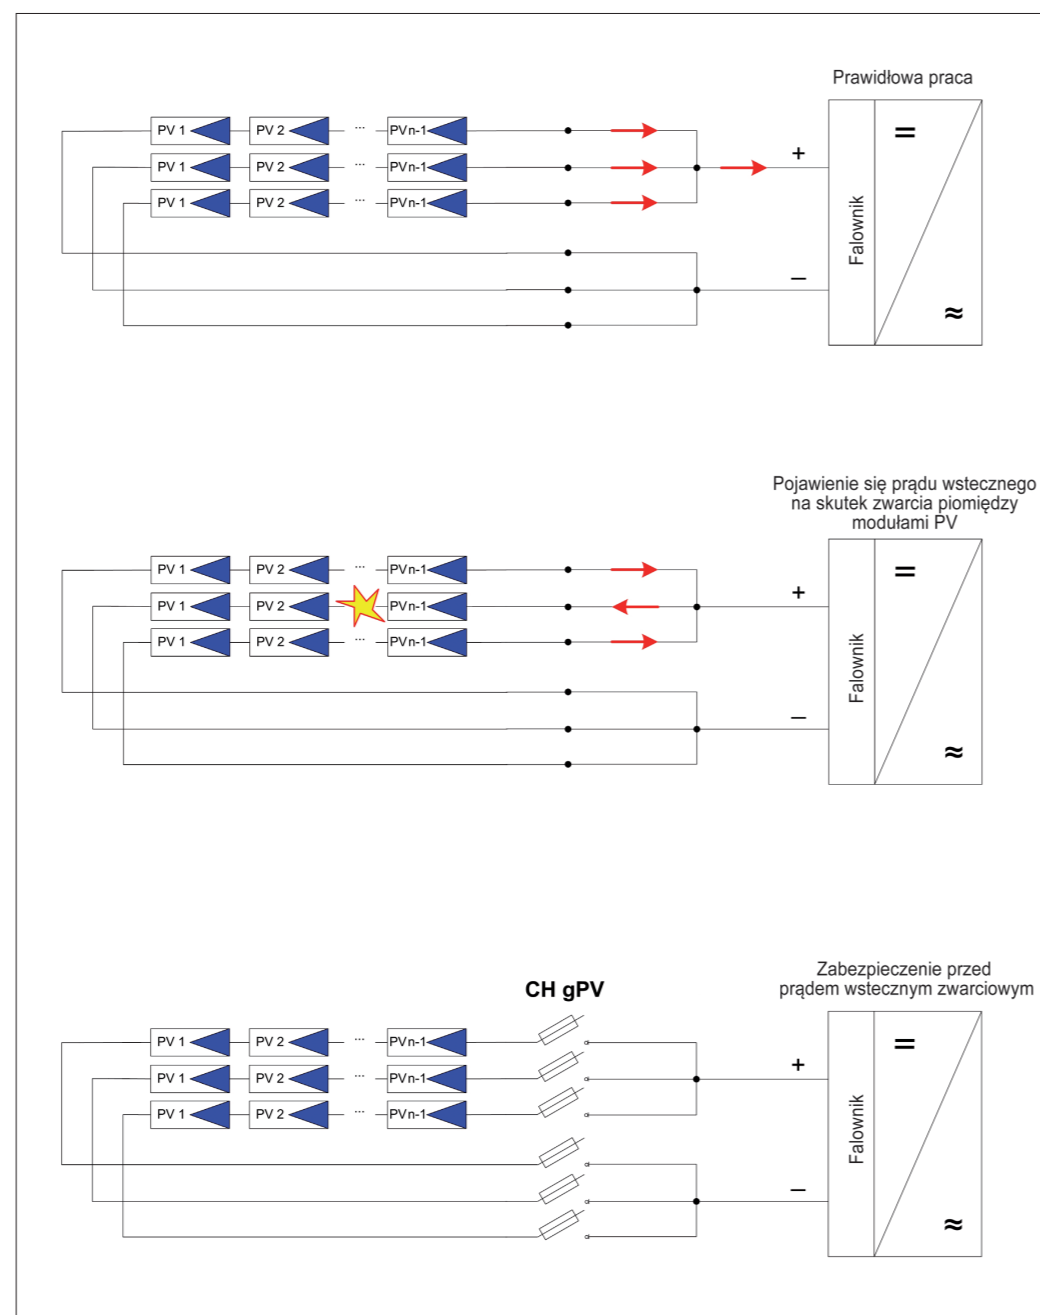 Prawidłowa praca
PV 1 PV 2 ... PVn-1
PV 1 PV 2 ... PVn-1
PV 1 PV 2 ... PVn-1
+
–
Falownik
=
≈
Pojawienie się prądu wstecznego
na skutek zwarcia piomiędzy
modułami PV
PV 1 PV 2 ... PVn-1
PV 1 PV 2 PVn-1
PV 1 PV 2 ... PVn-1
+
–
Falownik
=
≈
Zabezpieczenie przed
prądem wstecznym zwarciowym
CH gPV
PV 1 PV 2 ... PVn-1
PV 1 PV 2 ... PVn-1
PV 1 PV 2 ... PVn-1
+
–
Falownik
=
≈